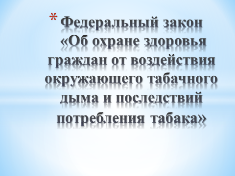 * Федеральный закон
«Об охране здоровья
граждан от воздействия
окружающего табачного
дыма и последствий
потребления табака»